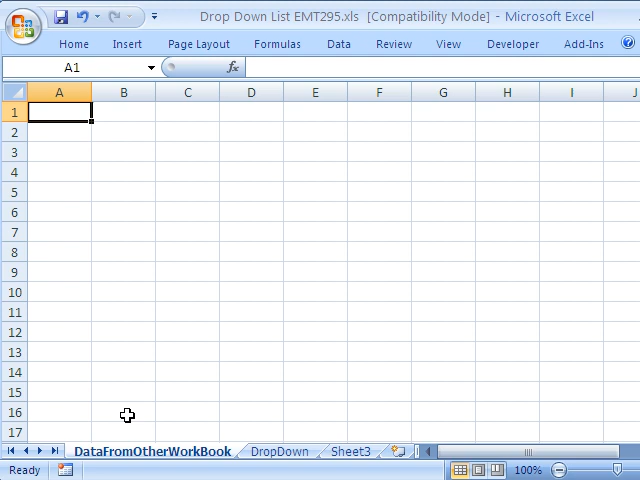 Drop Down List EMT295.xls [Compatibility Mode] - Microsoft Excel
Home Insert Page Layout Formulas Data Review View Developer Add-Ins
A1 fx
A B C D E F G H I J
1
2
3
4
5
6
7
8
9
10
11
12
13
14
15
16
17
DataFromOtherWorkBook DropDown Sheet3
Ready 100%